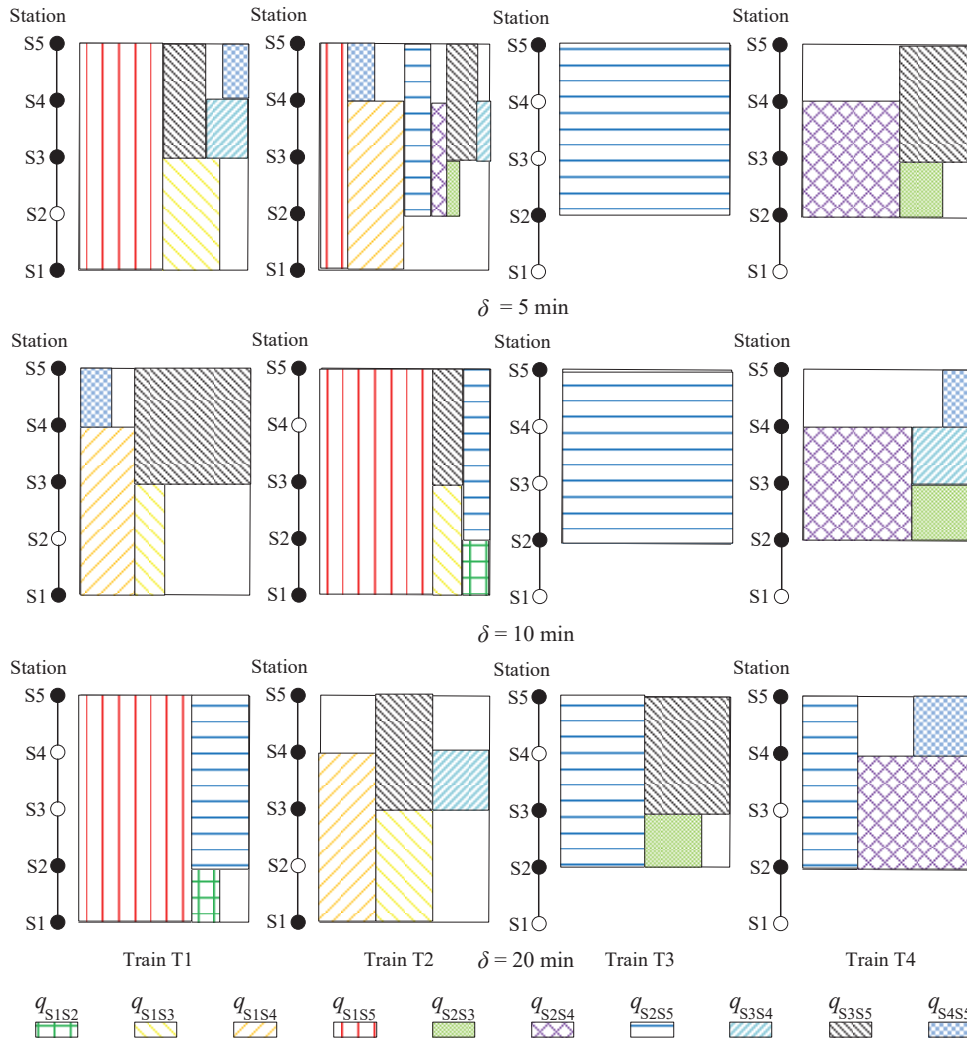 Station Station Station Station
S5 S5 S5 S5
S4 S4 S4 S4
S3 S3 S3 S3
S2 S2 S2 S2
S1 S1 S1 S1
δ = 5 min
Station Station Station Station
S5 S5 S5 S5
S4 S4 S4 S4
S3 S3 S3 S3
S2 S2 S2 S2
S1 S1 S1 S1
δ = 10 min
Station Station Station Station
S5 S5 S5 S5
S4 S4 S4 S4
S3 S3 S3 S3
S2 S2 S2 S2
S1 S1 S1 S1
Train T1 Train T2 δ = 20 min Train T3 Train T4
qS1S2 qS1S3 qS1S4 qS1S5 qS2S3 qS2S4 qS2S5 qS3S4 qS3S5 qS4S5